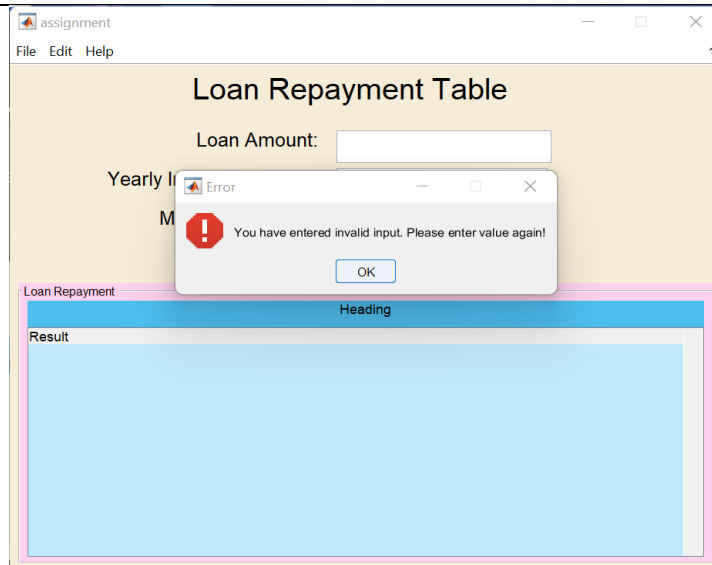 assignment
File Edit Help
Loan Repayment Table
Loan Amount:
Yearly
Error
You have entered invalid input. Please enter value again!
OK
Loan Repayment
Heading
Result